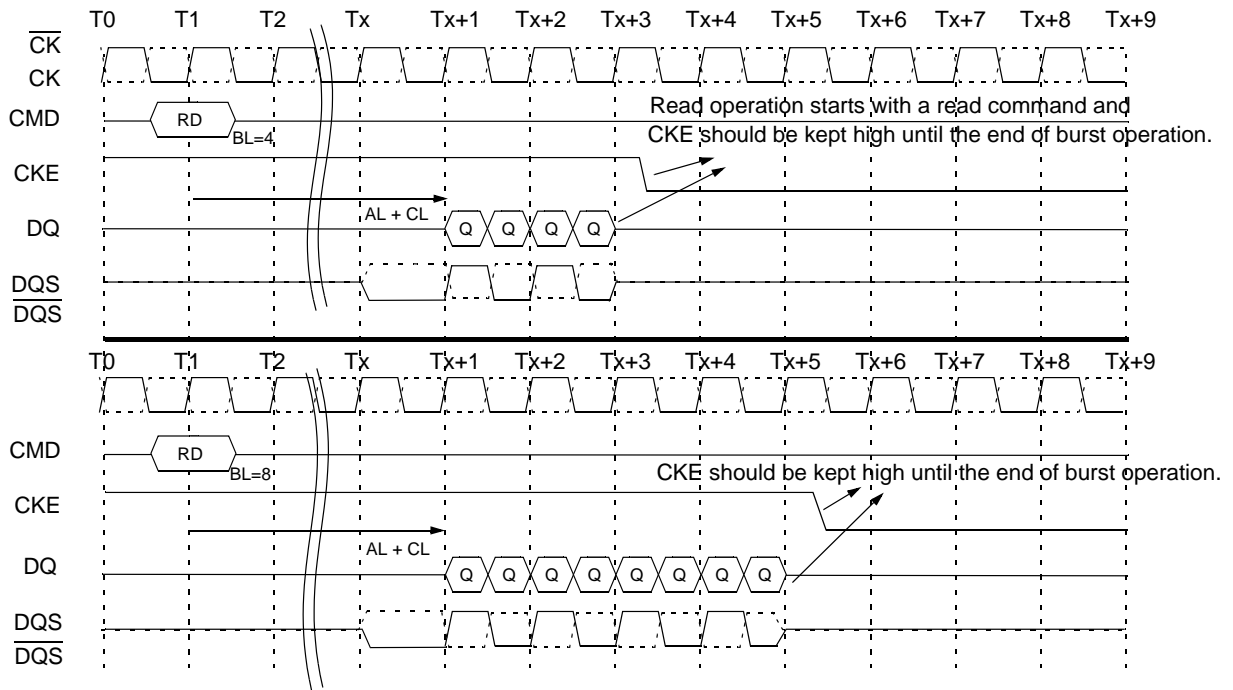 T0 T1 T2 Tx Tx+1 Tx+2 Tx+3 Tx+4 Tx+5 Tx+6 Tx+7 Tx+8 Tx+9
CK
CK
CMD RD BL=4
Read operation starts with a read command and
CKE should be kept high until the end of burst operation.
CKE
AL + CL
DQ Q Q Q Q
DQS
DQS
T0 T1 T2 Tx Tx+1 Tx+2 Tx+3 Tx+4 Tx+5 Tx+6 Tx+7 Tx+8 Tx+9
CMD RD BL=8
CKE should be kept high until the end of burst operation.
CKE
AL + CL
DQ Q Q Q Q Q Q Q Q
DQS
DQS